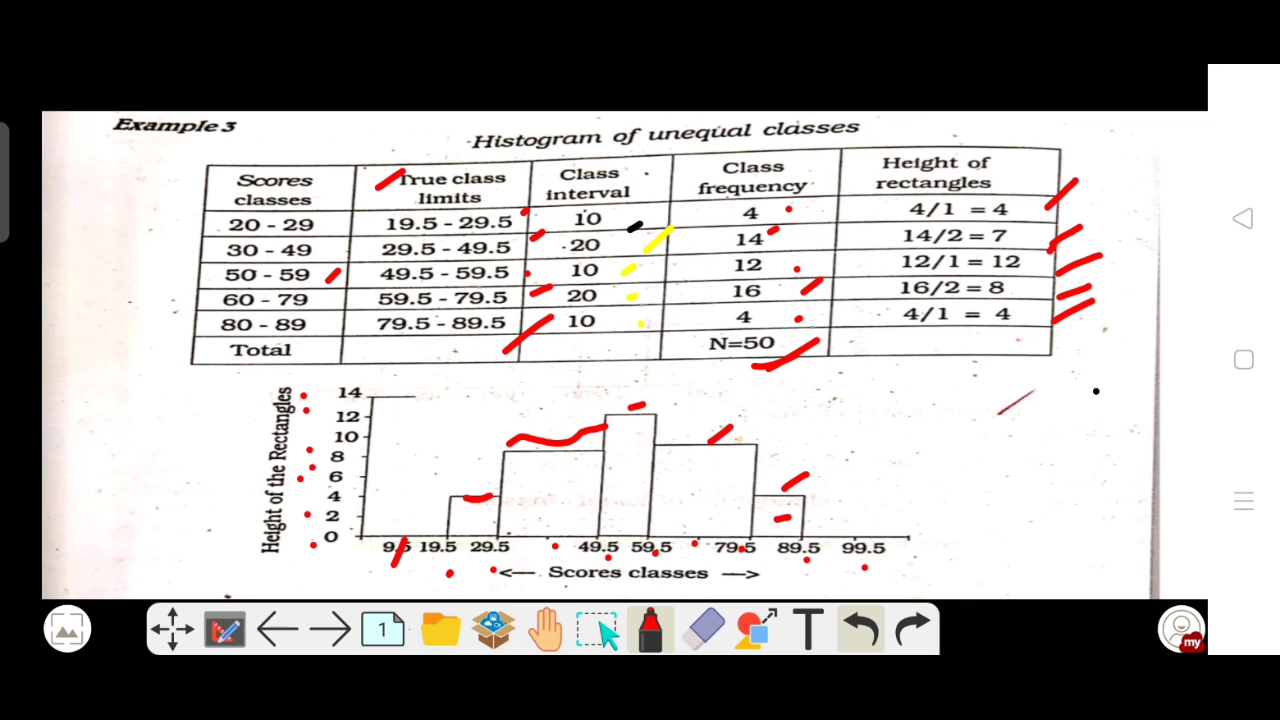 Example 3
Histogram of unequal classes
Scores classes True class limits Class interval Class frequency Height of rectangles
20 - 29 19.5 - 29.5 10 4 4/1 = 4
30 - 49 29.5 - 49.5 20 14 14/2 = 7
50 - 59 49.5 - 59.5 10 12 12/1 = 12
60 - 79 59.5 - 79.5 20 16 16/2 = 8
80 - 89 79.5 - 89.5 10 4 4/1 = 4
Total N=50
Height of the Rectangles
14
12
10
8
6
4
2
0
9.5 19.5 29.5 49.5 59.5 79.5 89.5 99.5
<— Scores classes —>
1
T
my